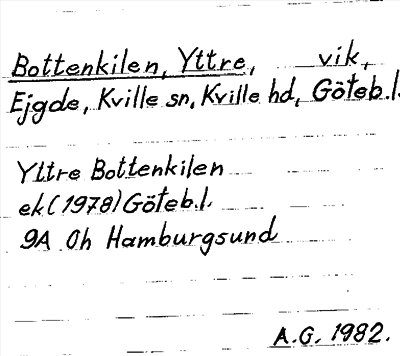 Bottenkilen, Yttre, vik,
Ejgde, Kville sn, Kville hd, Göteb.l.
Yttre Bottenkilen
ek (1978) Göteb.l.
9A 0h Hamburgsund
A.G. 1982.